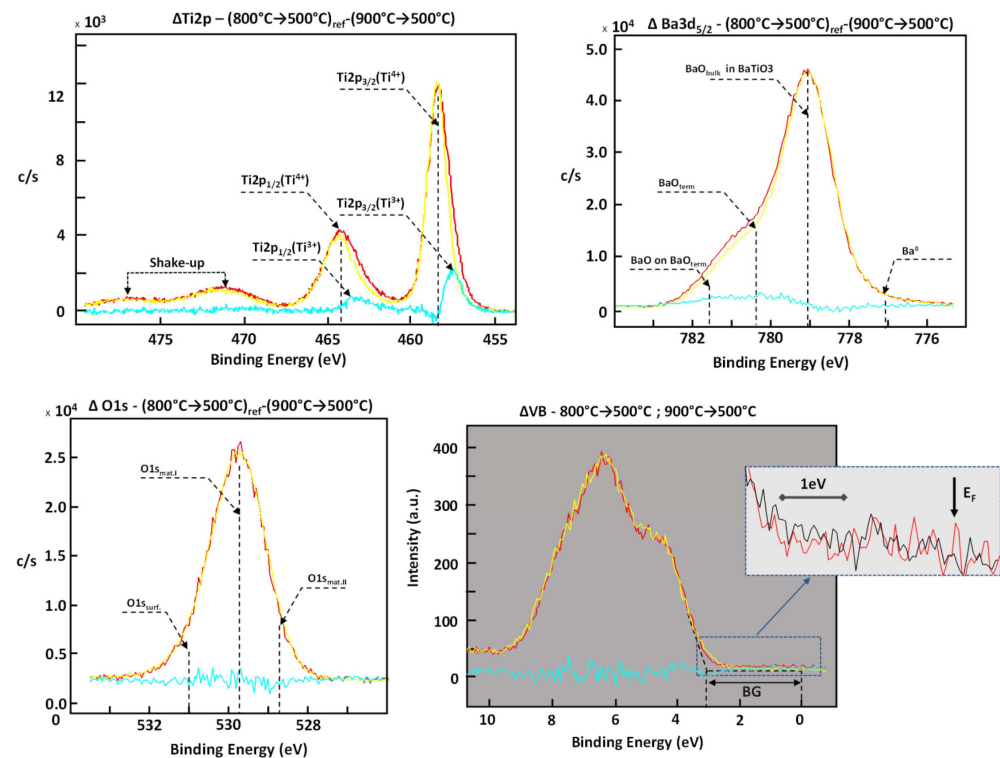 ΔTi2p – (800°C→500°C)ref-(900°C→500°C)
x 10³
12
8
4
0
c/s
Ti2p3/2(Ti⁴⁺)
Ti2p1/2(Ti⁴⁺)
Ti2p3/2(Ti³⁺)
Ti2p1/2(Ti³⁺)
Shake-up
475 470 465 460 455
Binding Energy (eV)
Δ Ba3d5/2 - (800°C→500°C)ref-(900°C→500°C)
x 10⁴
5.0
4.0
3.0
2.0
10
0
c/s
BaObulk in BaTiO3
BaOterm
BaO on BaOterm
Ba⁰
782 780 778 776
Binding Energy (eV)
Δ O1s - (800°C→500°C)ref-(900°C→500°C)
x 10⁴
2.5
2.0
1.5
1.0
0.5
0.0
c/s
O1smat.I
O1ssurf.
O1smat.II
0 532 530 528
Binding Energy (eV)
ΔVB - 800°C→500°C ; 900°C→500°C
400
300
200
100
0
Intensity (a.u.)
1eV
EF
BG
10 8 6 4 2 0
Binding Energy (eV)